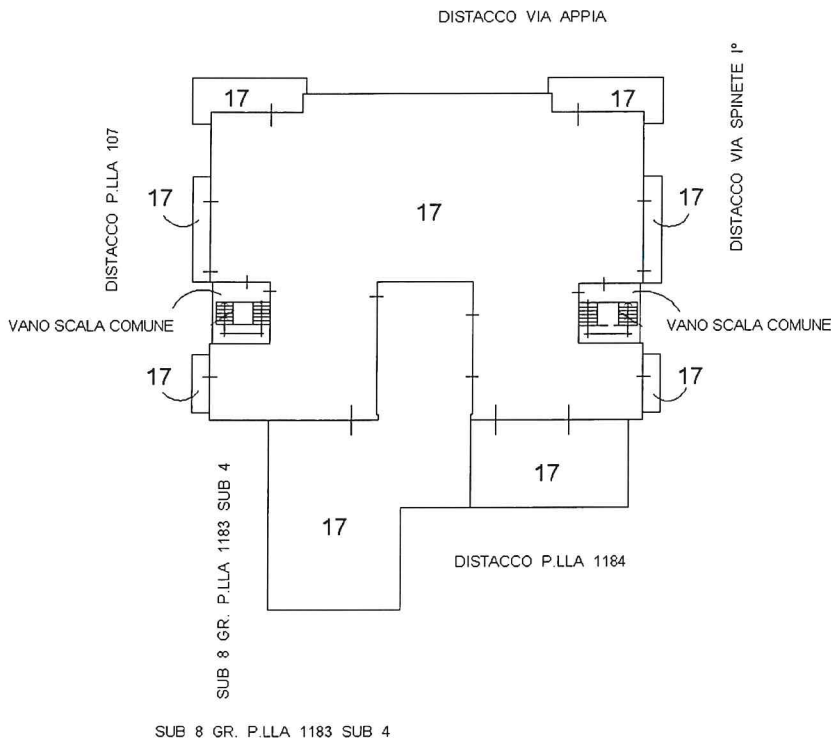 DISTACCO VIA APPIA
17
17
DISTACCO VIA SPINETE I°
DISTACCO P.LLA 107
17
17
17
VANO SCALA COMUNE
VANO SCALA COMUNE
17
17
17
17
DISTACCO P.LLA 1184
SUB 8 GR. P.LLA 1183 SUB 4
SUB 8 GR. P.LLA 1183 SUB 4